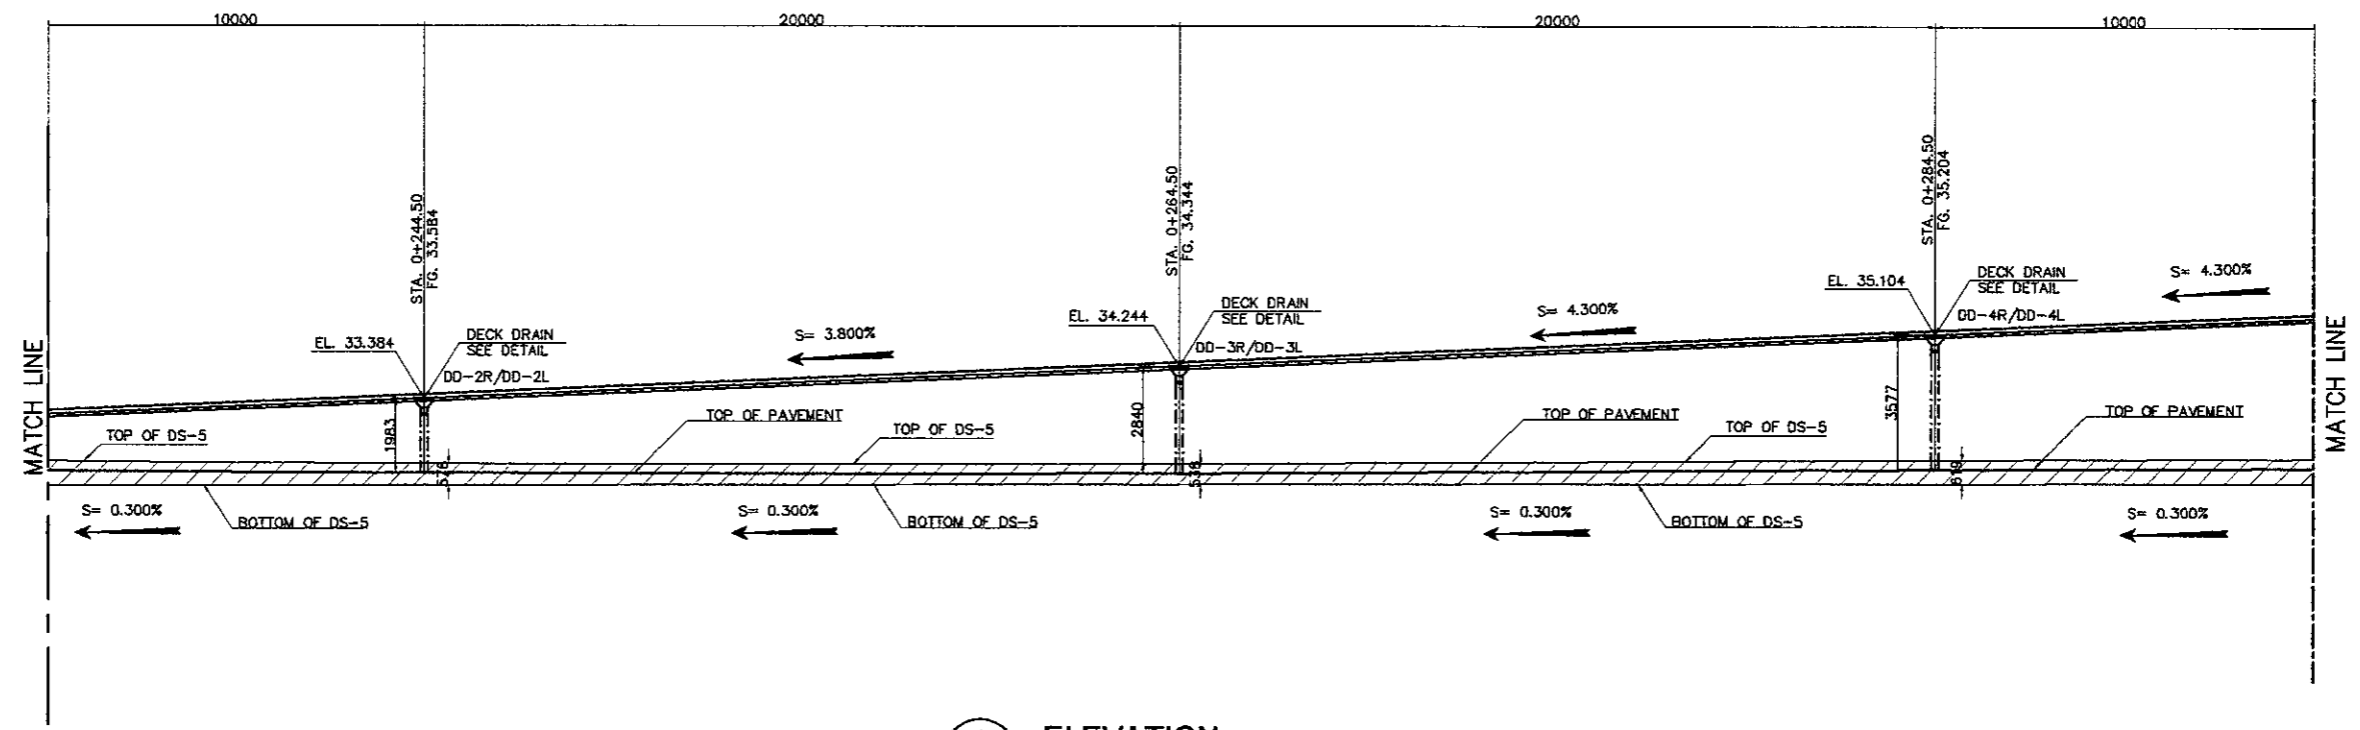 10000
20000
20000
10000
STA. 0+244.50
FG. 33.584
STA. 0+264.50
FG. 34.344
STA. 0+284.50
FG. 35.204
EL. 33.384
DECK DRAIN
SEE DETAIL
DD-2R/DD-2L
S= 3.800%
EL. 34.244
DECK DRAIN
SEE DETAIL
DD-3R/DD-3L
S= 4.300%
EL. 35.104
DECK DRAIN
SEE DETAIL
DD-4R/DD-4L
S= 4.300%
MATCH LINE
MATCH LINE
TOP OF DS-5
1983
TOP OF PAVEMENT
TOP OF DS-5
2840
TOP OF PAVEMENT
TOP OF DS-5
3577
TOP OF PAVEMENT
538
619
S= 0.300%
BOTTOM OF DS-5
S= 0.300%
BOTTOM OF DS-5
S= 0.300%
BOTTOM OF DS-5
S= 0.300%
ELEVATION